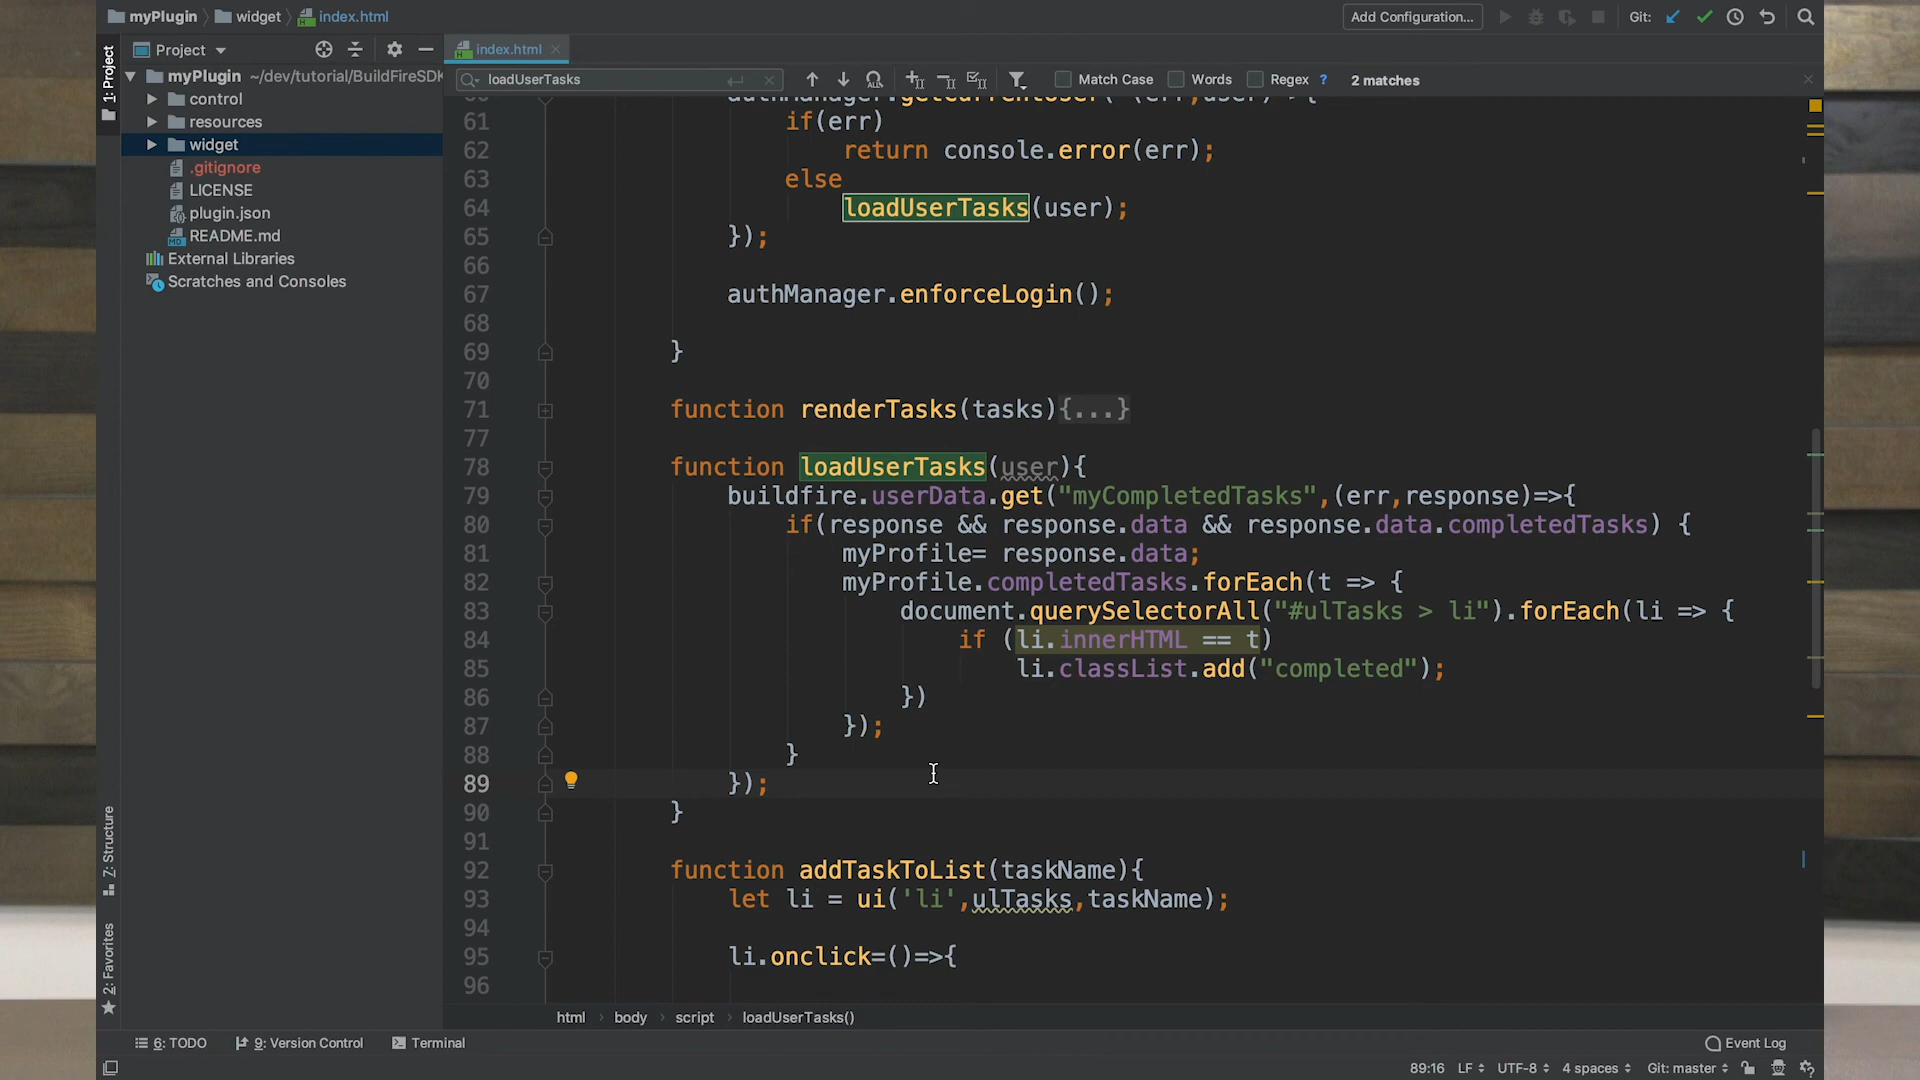 myPlugin widget index.html
Add Configuration...
Git:
1: Project
Project
index.html
myPlugin ~/dev/tutorial/BuildFireSDK
control
resources
widget
.gitignore
LICENSE
plugin.json
README.md
External Libraries
Scratches and Consoles
loadUserTasks
Match Case
Words
Regex ?
2 matches
authManager.getCurrentUser( (err,user)=>{
61 if(err)
62 return console.error(err);
63 else
64 loadUserTasks(user);
65 });
66
67 authManager.enforceLogin();
68
69 }
70
71 function renderTasks(tasks){...}
77
78 function loadUserTasks(user){
79 buildfire.userData.get("myCompletedTasks",(err,response)=>{
80 if(response && response.data && response.data.completedTasks) {
81 myProfile= response.data;
82 myProfile.completedTasks.forEach(t => {
83 document.querySelectorAll("#ulTasks > li").forEach(li => {
84 if (li.innerHTML == t)
85 li.classList.add("completed");
86 })
87 });
88 }
89 });
90 }
91
92 function addTaskToList(taskName){
93 let li = ui('li',ulTasks,taskName);
94
95 li.onclick=()=>{
96
Z: Structure
2: Favorites
html body script loadUserTasks()
6: TODO
9: Version Control
Terminal
Event Log
89:16 LF UTF-8 4 spaces Git: master